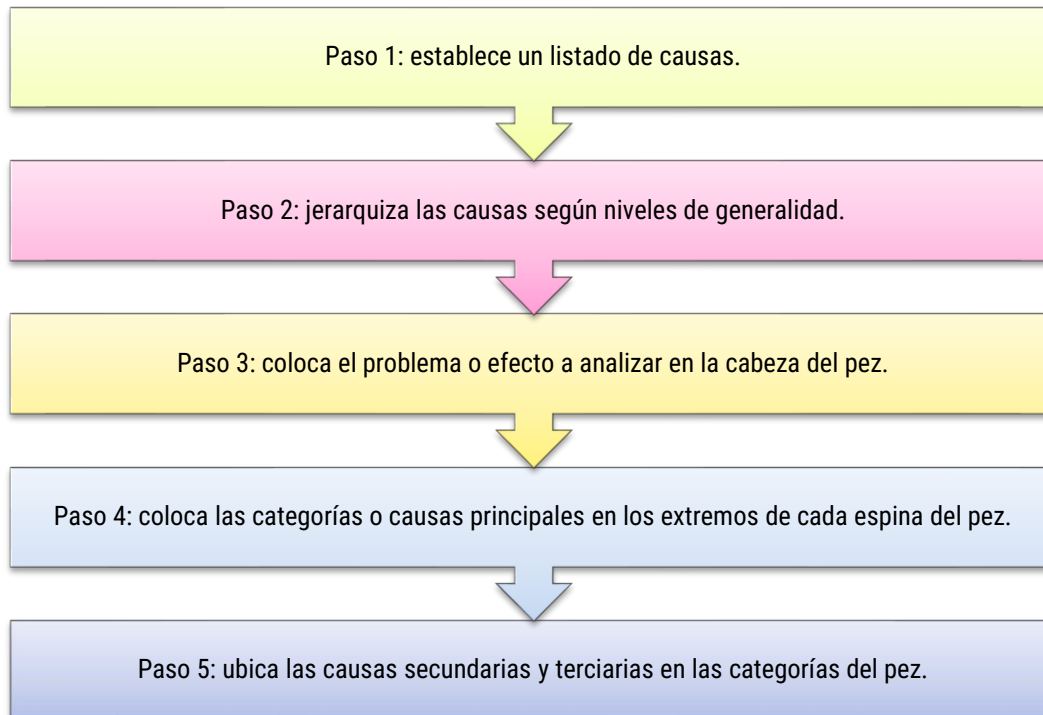 Paso 1: establece un listado de causas.
Paso 2: jerarquiza las causas según niveles de generalidad.
Paso 3: coloca el problema o efecto a analizar en la cabeza del pez.
Paso 4: coloca las categorías o causas principales en los extremos de cada espina del pez.
Paso 5: ubica las causas secundarias y terciarias en las categorías del pez.